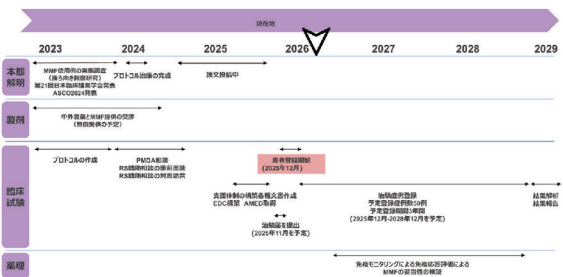 現在地
2023 2024 2025 2026 2027 2028 2029
本態
解明
MMF使用例の実態調査
(後ろ向き観察研究)
第21回日本臨床腫瘍学会発表
ASCO2024発表
プロトコル治療の完成
論文投稿中
製剤
中外製薬とMMF提供の交渉
(無償提供の予定)
臨床
試験
プロトコルの作成
PMDA相談
RS戦略相談の事前面談
RS戦略相談の対面助言
患者登録開始
(2025年12月)
支援体制の構築各種文書作成
EDC構築 AMED取得
治験届を提出
(2025年11月を予定)
治験症例登録
予定登録症例数50例
予定登録期間3年間
(2025年12月-2028年12月を予定)
結果解析
結果報告
薬理
免疫モニタリングによる免疫応答評価による
MMFの妥当性の検証